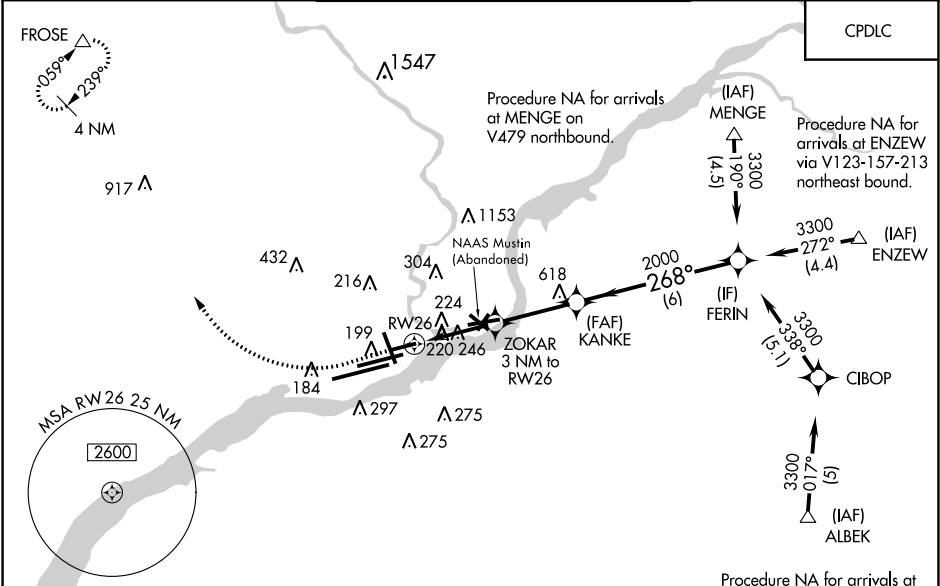 CPDLC
FROSE
059°
239°
4 NM
1547
Procedure NA for arrivals
at MENGE on
V479 northbound.
(IAF)
MENGE
3300
190°
(4.5)
Procedure NA for
arrivals at ENZEW
via V123-157-213
northeast bound.
917
1153
NAAS Mustin
(Abandoned)
3300
272°
(4.4)
(IAF)
ENZEW
432
216
304
618
2000
268°
(6)
(IF)
FERIN
224
199
RW26
220
246
ZOKAR
3 NM to
RW26
(FAF)
KANKE
3300
338°
(5.1)
CIBOP
184
297
275
275
MSA RW 26 25 NM
2600
3300
017°
(5)
(IAF)
ALBEK
Procedure NA for arrivals at